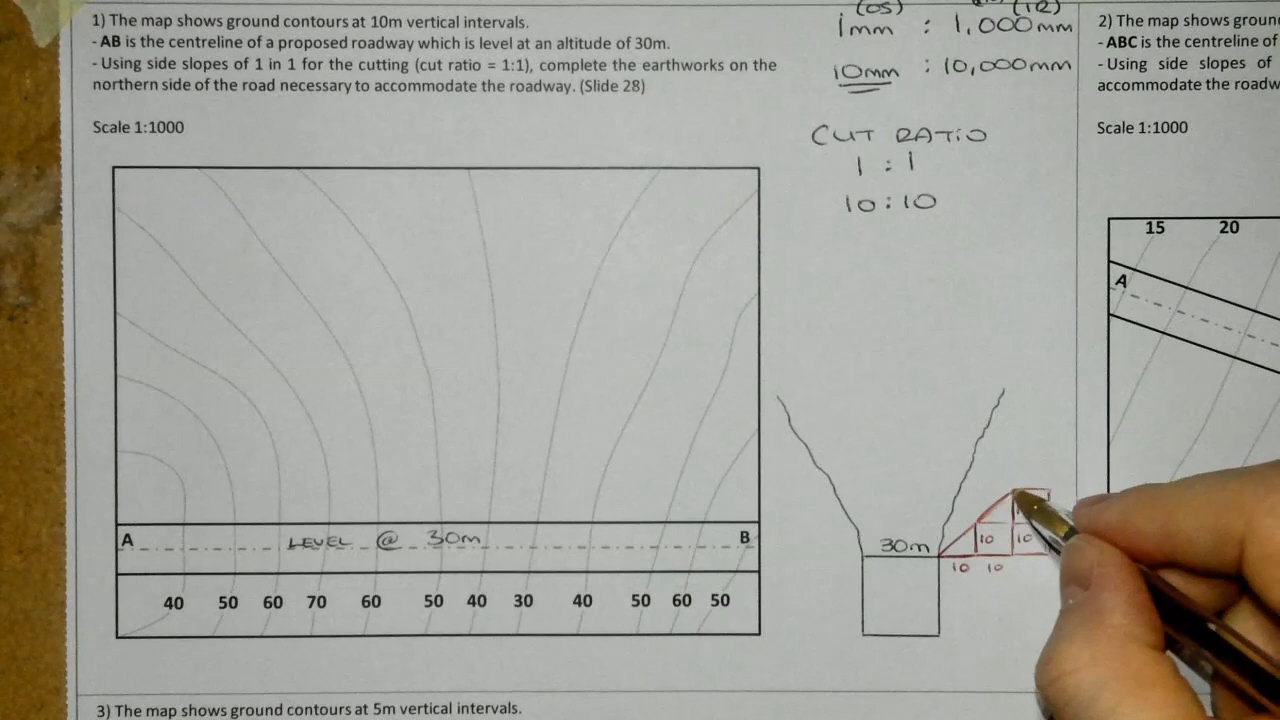 1) The map shows ground contours at 10m vertical intervals.
- AB is the centreline of a proposed roadway which is level at an altitude of 30m.
- Using side slopes of 1 in 1 for the cutting (cut ratio = 1:1), complete the earthworks on the
northern side of the road necessary to accommodate the roadway. (Slide 28)
Scale 1:1000
(OS)
1mm : 1,000mm
10mm : 10,000mm
CUT RATIO
1 : 1
10 : 10
A
LEVEL @ 30m
B
40 50 60 70 60 50 40 30 40 50 60 50
30m
10 10
10 10
2) The map shows groun
- ABC is the centreline of
- Using side slopes of
accommodate the roadw
Scale 1:1000
15 20
A
3) The map shows ground contours at 5m vertical intervals.